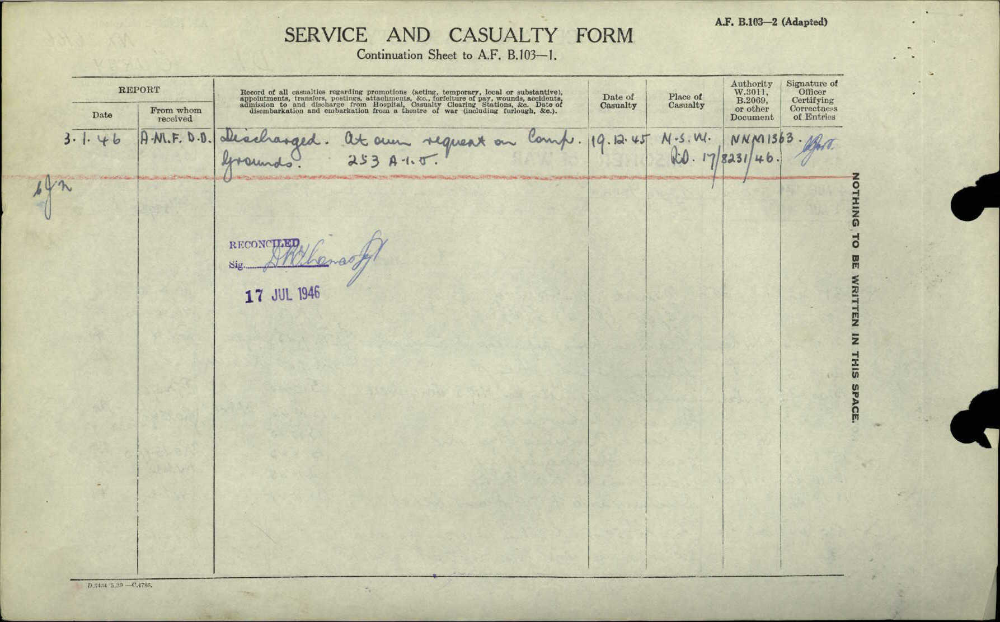 A.F. B.103—2 (Adapted)
SERVICE AND CASUALTY FORM
Continuation Sheet to A.F. B.103—1.
REPORT
Date
From whom
received
Record of all casualties regarding promotions (acting, temporary, local or substantive),
appointments, transfers, postings, attachments, &c., forfeiture of pay, wounds, accidents,
admission to and discharge from Hospital, Casualty Clearing Stations, &c. Date of
disembarkation and embarkation from a theatre of war (including furlough, &c.).
Date of
Casualty
Place of
Casualty
Authority
W.3011,
B.2069,
or other
Document
Signature of
Officer
Certifying
Correctness
of Entries
3.1.46 A.M.F. D.D. Discharged. At own request on Comp. 19.12.45 N.S.W. NNM1363.
Grounds. 253 A.I.O. R.O. 17/8231/46.
RECONCILED
Sig.
17 JUL 1946
NOTHING TO BE WRITTEN IN THIS SPACE.
D.3434/5.39 —C.4786.